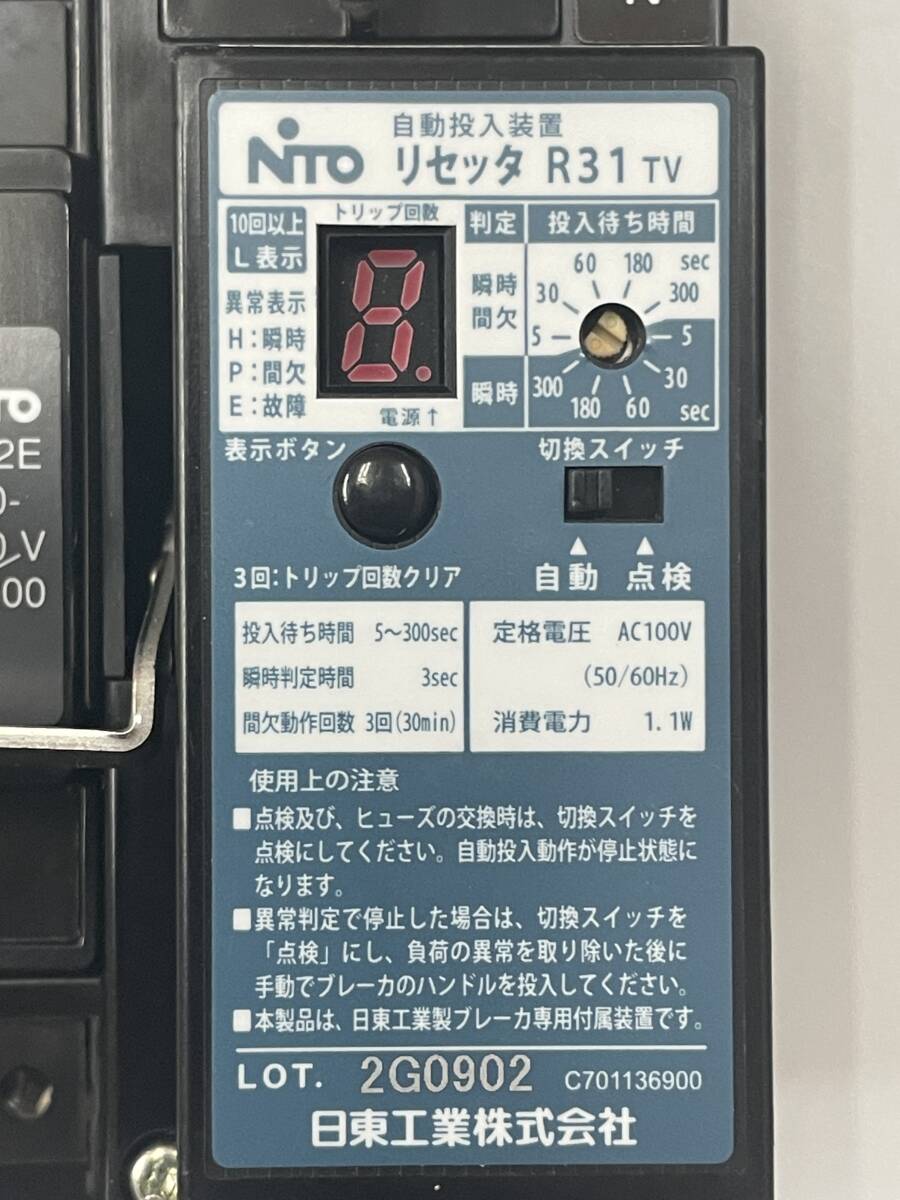 自動投入装置
NITO リセッタ R31 TV
10回以上
L 表示
異常表示
H：瞬時
P：間欠
E：故障
トリップ回数
8.
電源↑
判定
瞬時
間欠
瞬時
投入待ち時間
60 180 sec
30 300
5 5
300 30
180 60 sec
表示ボタン
切換スイッチ
▲ ▲
自動 点検
3回：トリップ回数クリア
投入待ち時間 5〜300sec
瞬時判定時間 3sec
間欠動作回数 3回(30min)
定格電圧 AC100V
(50/60Hz)
消費電力 1.1W
使用上の注意
■点検及び、ヒューズの交換時は、切換スイッチを
点検にしてください。自動投入動作が停止状態に
なります。
■異常判定で停止した場合は、切換スイッチを
「点検」にし、負荷の異常を取り除いた後に
手動でブレーカのハンドルを投入してください。
■本製品は、日東工業製ブレーカ専用付属装置です。
LOT. 2G0902 C701136900
日東工業株式会社
TO
2E
0-
V
00